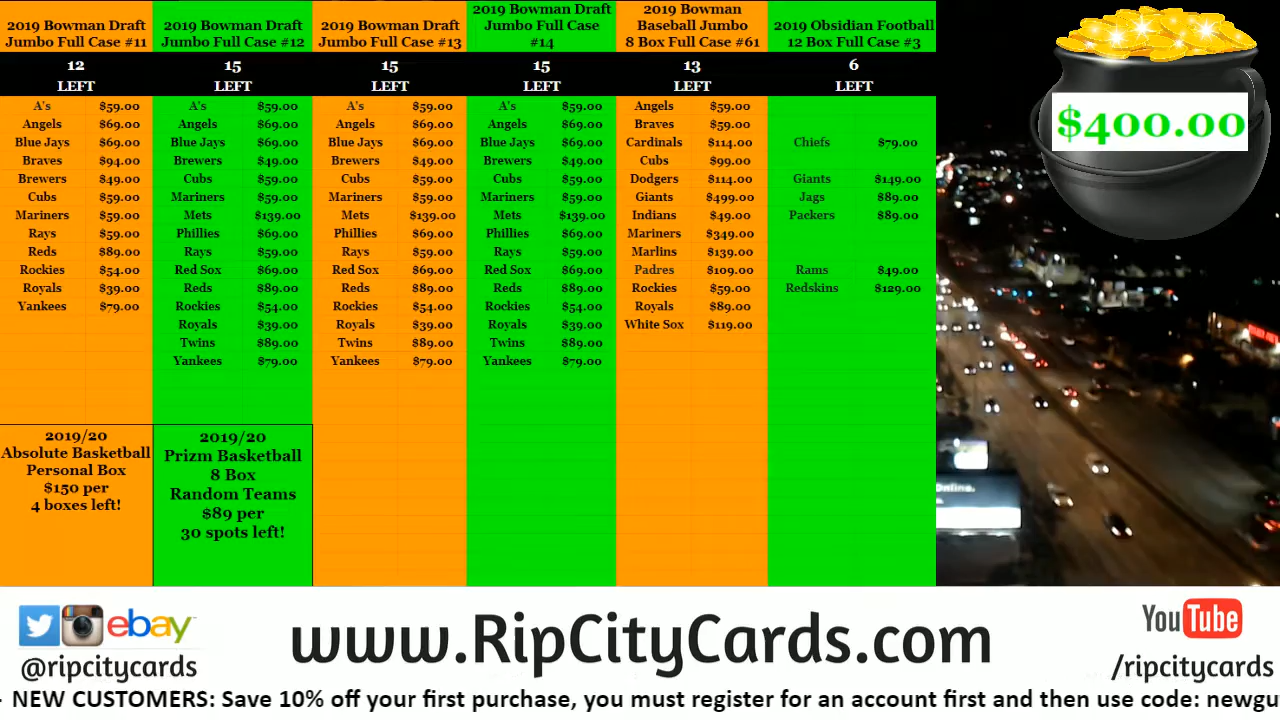 2019 Bowman Draft
Jumbo Full Case #11
12
LEFT
A's $59.00
Angels $69.00
Blue Jays $69.00
Braves $94.00
Brewers $49.00
Cubs $59.00
Mariners $59.00
Rays $59.00
Reds $89.00
Rockies $54.00
Royals $39.00
Yankees $79.00
2019 Bowman Draft
Jumbo Full Case #12
15
LEFT
A's $59.00
Angels $69.00
Blue Jays $69.00
Brewers $49.00
Cubs $59.00
Mariners $59.00
Mets $139.00
Phillies $69.00
Rays $59.00
Red Sox $69.00
Reds $89.00
Rockies $54.00
Royals $39.00
Twins $89.00
Yankees $79.00
2019 Bowman Draft
Jumbo Full Case #13
15
LEFT
A's $59.00
Angels $69.00
Blue Jays $69.00
Brewers $49.00
Cubs $59.00
Mariners $59.00
Mets $139.00
Phillies $69.00
Rays $59.00
Red Sox $69.00
Reds $89.00
Rockies $54.00
Royals $39.00
Twins $89.00
Yankees $79.00
2019 Bowman Draft
Jumbo Full Case
#14
15
LEFT
A's $59.00
Angels $69.00
Blue Jays $69.00
Brewers $49.00
Cubs $59.00
Mariners $59.00
Mets $139.00
Phillies $69.00
Rays $59.00
Red Sox $69.00
Reds $89.00
Rockies $54.00
Royals $39.00
Twins $89.00
Yankees $79.00
2019 Bowman
Baseball Jumbo
8 Box Full Case #61
13
LEFT
Angels $59.00
Braves $59.00
Cardinals $114.00
Cubs $99.00
Dodgers $114.00
Giants $499.00
Indians $49.00
Mariners $349.00
Marlins $139.00
Padres $109.00
Rockies $59.00
Royals $89.00
White Sox $119.00
2019 Obsidian Football
12 Box Full Case #3
6
LEFT
Chiefs $79.00
Giants $149.00
Jags $89.00
Packers $89.00
Rams $49.00
Redskins $129.00
$400.00
2019/20
Absolute Basketball
Personal Box
$150 per
4 boxes left!
2019/20
Prizm Basketball
8 Box
Random Teams
$89 per
30 spots left!
Online.
ebay
@ripcitycards
www.RipCityCards.com
YouTube
/ripcitycards
- NEW CUSTOMERS: Save 10% off your first purchase, you must register for an account first and then use code: newgu